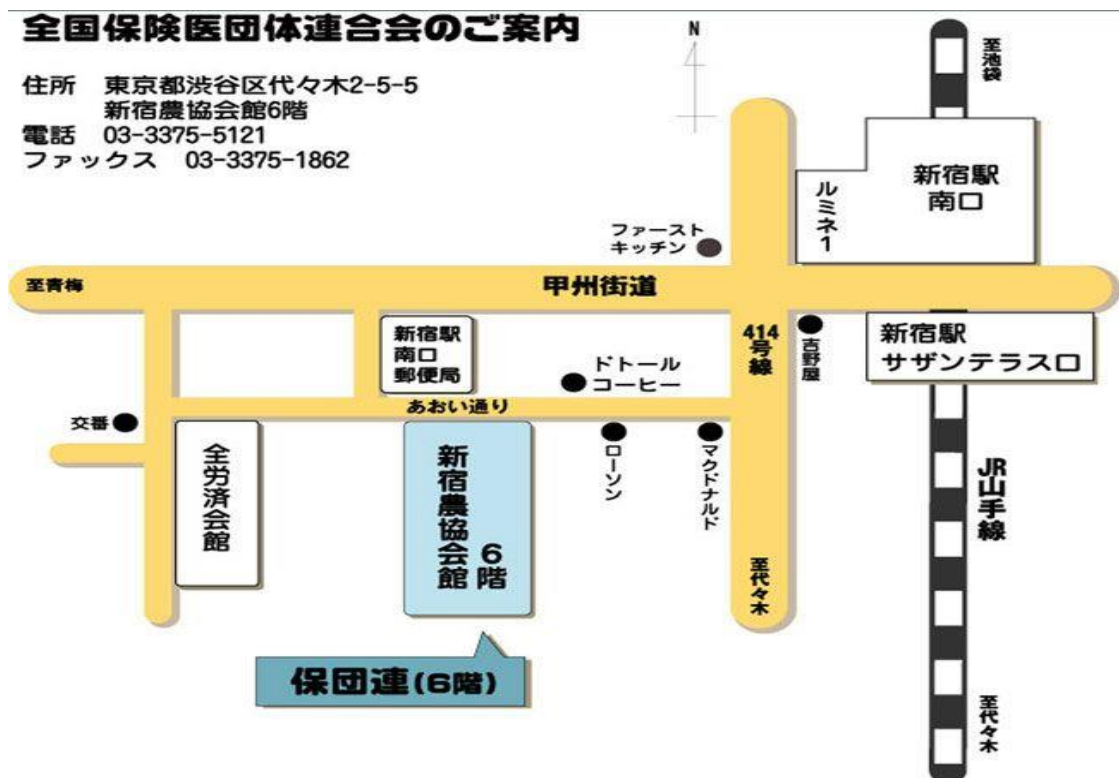 全国保険医団体連合会のご案内
住所 東京都渋谷区代々木2-5-5
新宿農協会館6階
電話 03-3375-5121
ファックス 03-3375-1862
N
至池袋
新宿駅
南口
ルミネ1
ファースト
キッチン
至青梅
甲州街道
新宿駅
南口
郵便局
ドトール
コーヒー
414号線
吉野屋
新宿駅
サザンテラス口
あおい通り
交番
全労済会館
新宿農協会館
6階
ローソン
マクドナルド
JR山手線
至代々木
保団連(6階)
至代々木